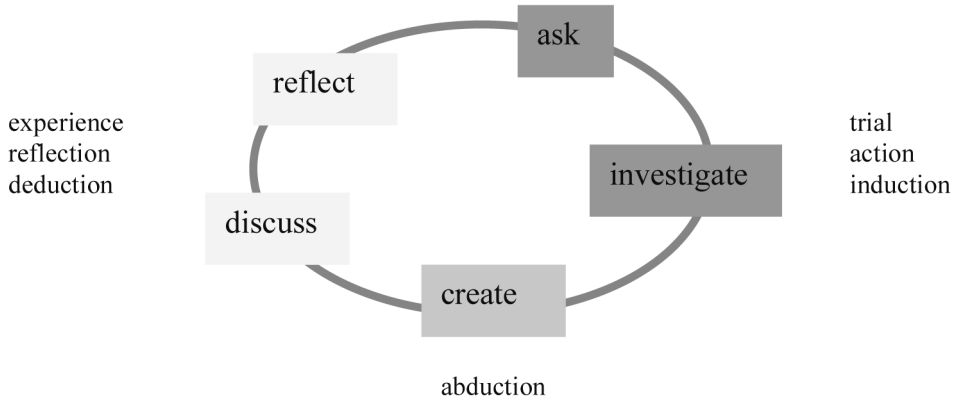 ask
reflect
experience
reflection
deduction
trial
action
induction
investigate
discuss
create
abduction